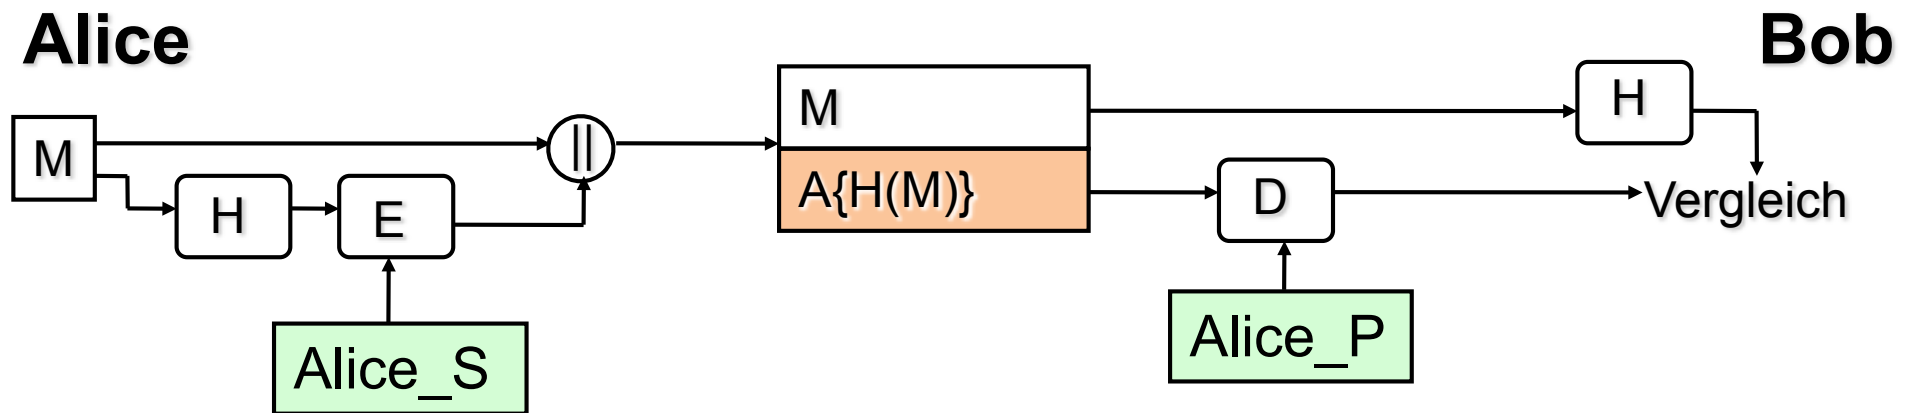 Alice
Bob
M
H
E
||
Alice_S
M
A{H(M)}
D
Alice_P
H
Vergleich